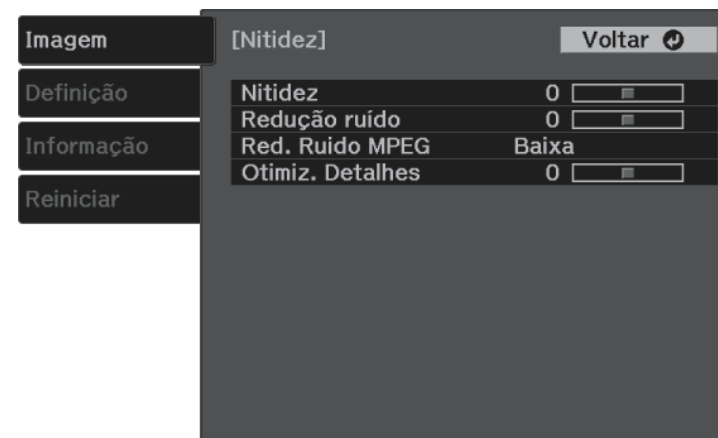 Imagem
Definição
Informação
Reiniciar
[Nitidez]
Voltar
Nitidez 0
Redução ruído 0
Red. Ruido MPEG Baixa
Otimiz. Detalhes 0